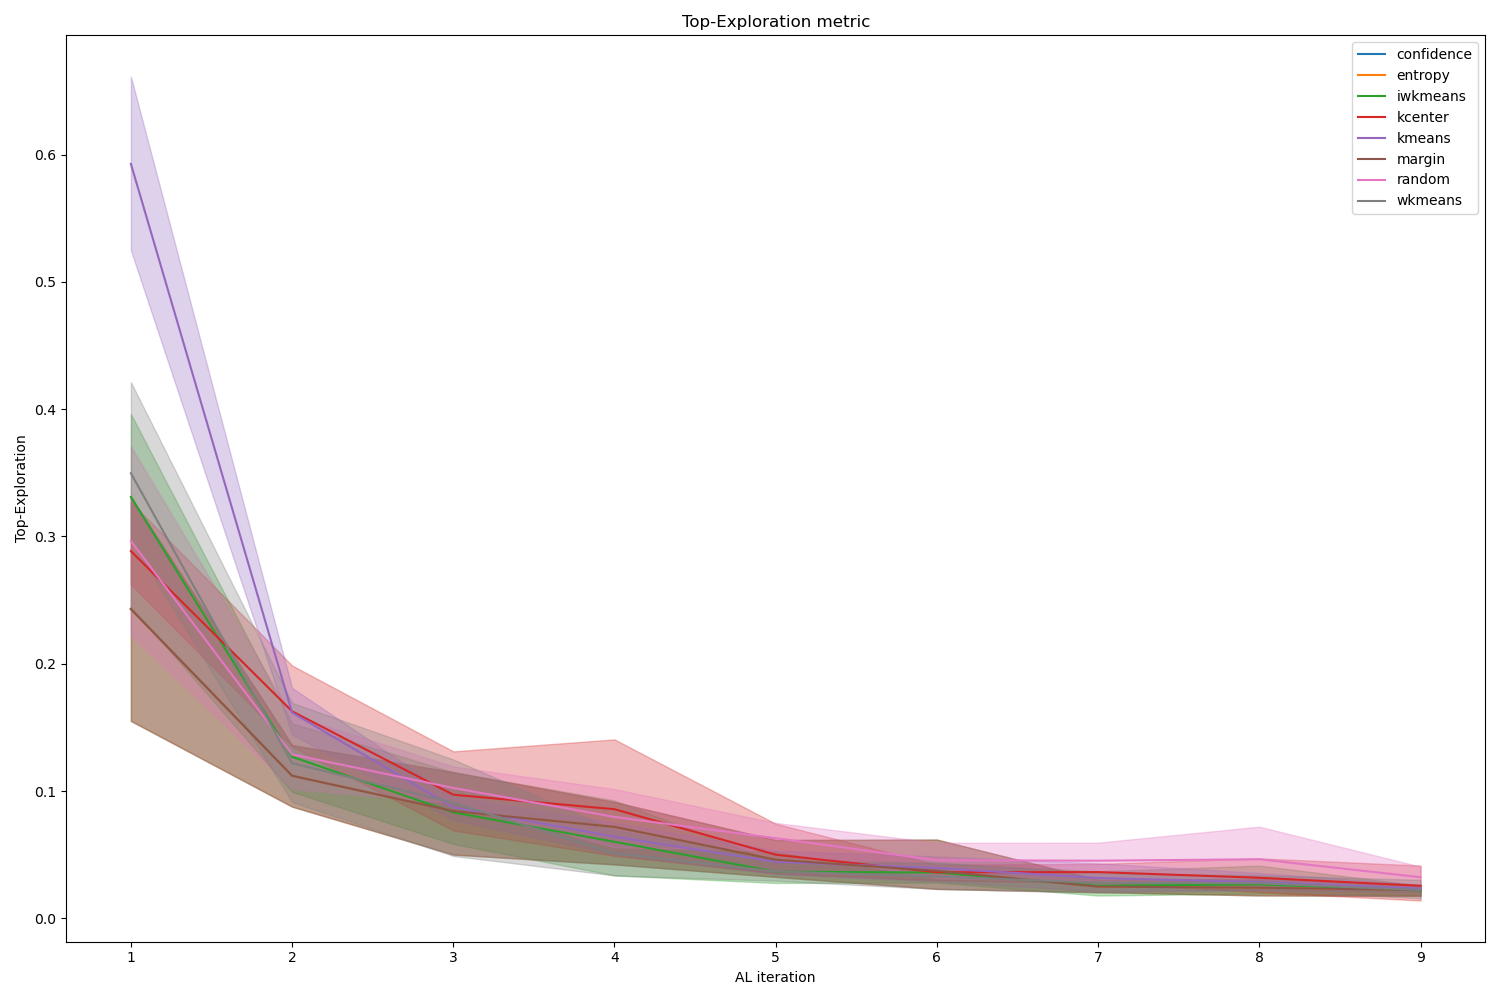 Top-Exploration metric
confidence
entropy
iwkmeans
kcenter
kmeans
margin
random
wkmeans
Top-Exploration
0.6
0.5
0.4
0.3
0.2
0.1
0.0
1 2 3 4 5 6 7 8 9
AL iteration